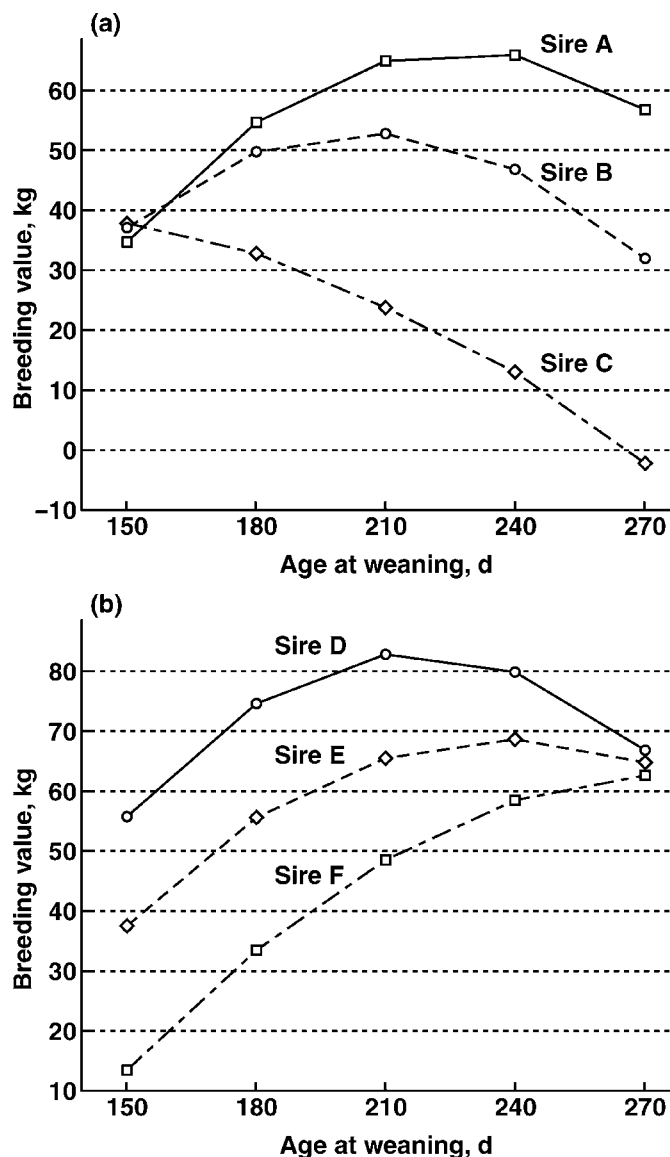 (a)
Sire A
60
50
Sire B
40
30
20
Sire C
10
0
−10
Breeding value, kg
150 180 210 240 270
Age at weaning, d
(b)
Sire D
80
70
Sire E
60
50
Sire F
40
30
20
10
Breeding value, kg
150 180 210 240 270
Age at weaning, d